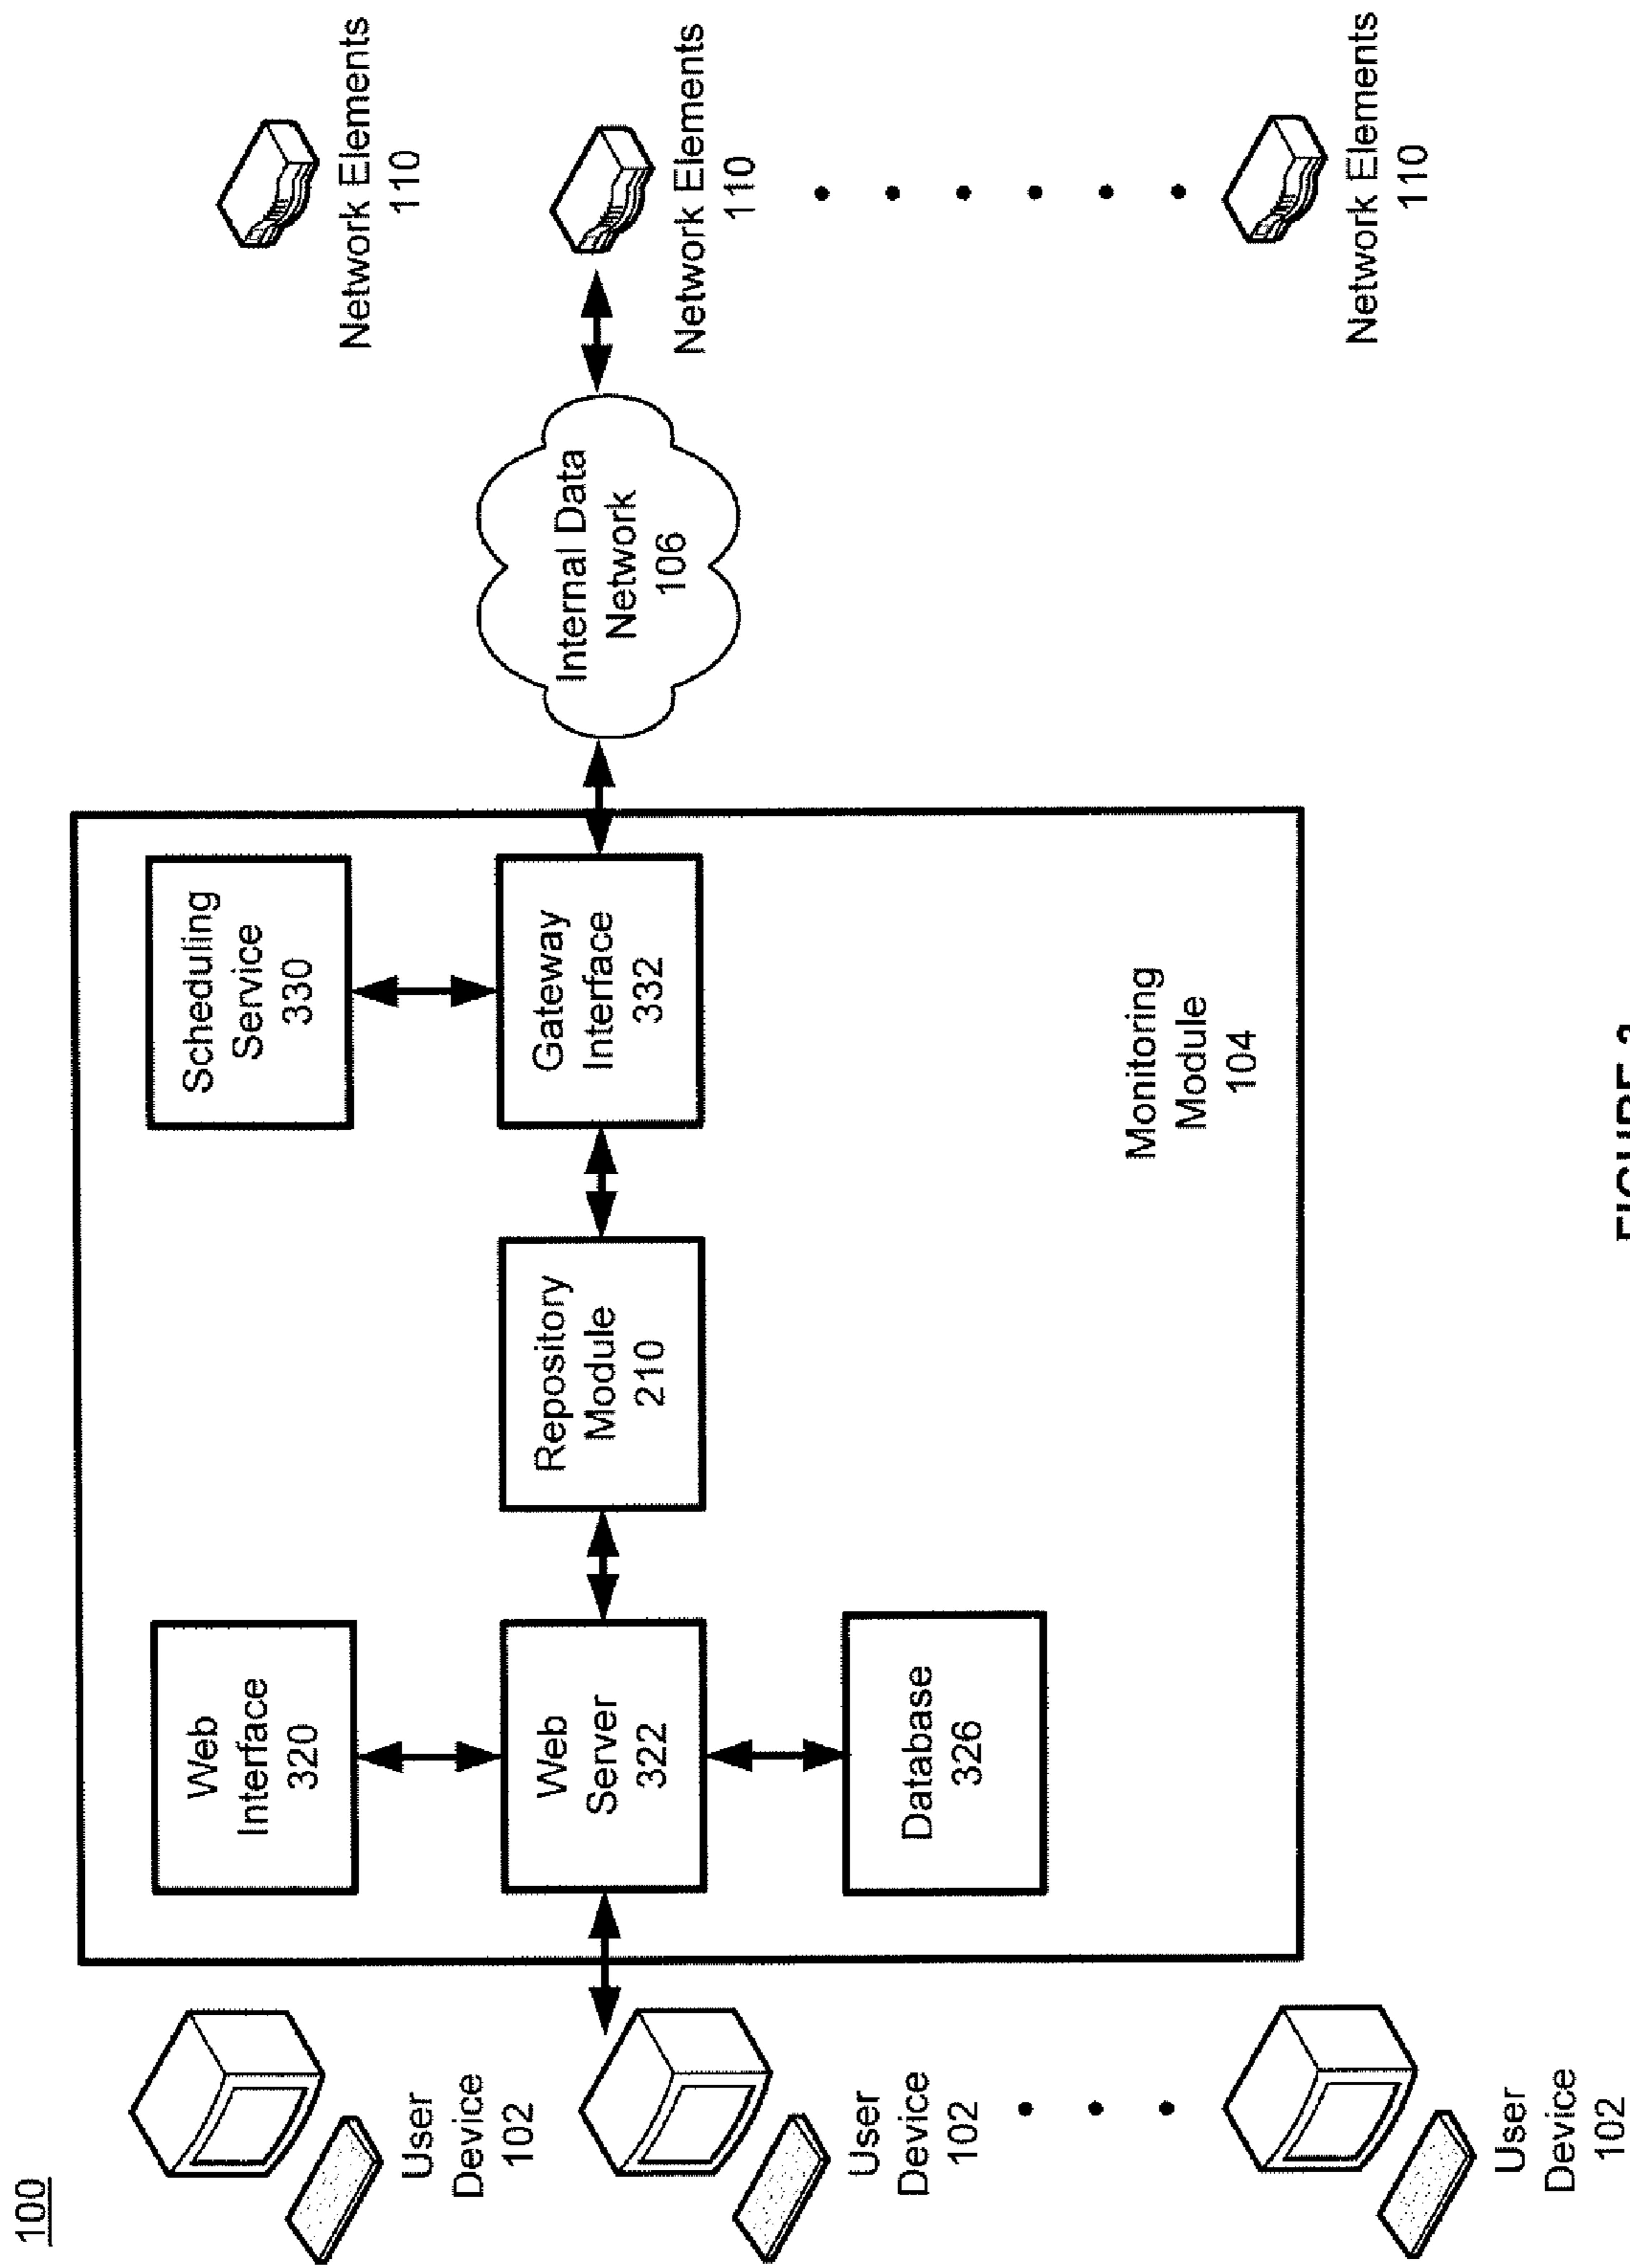 100
User
Device
102
User
Device
102
User
Device
102
Web
Interface
320
Web
Server
322
Database
326
Repository
Module
210
Scheduling
Service
330
Gateway
Interface
332
Monitoring
Module
104
Internal Data
Network
106
Network Elements
110
Network Elements
110
Network Elements
110
FIGURE